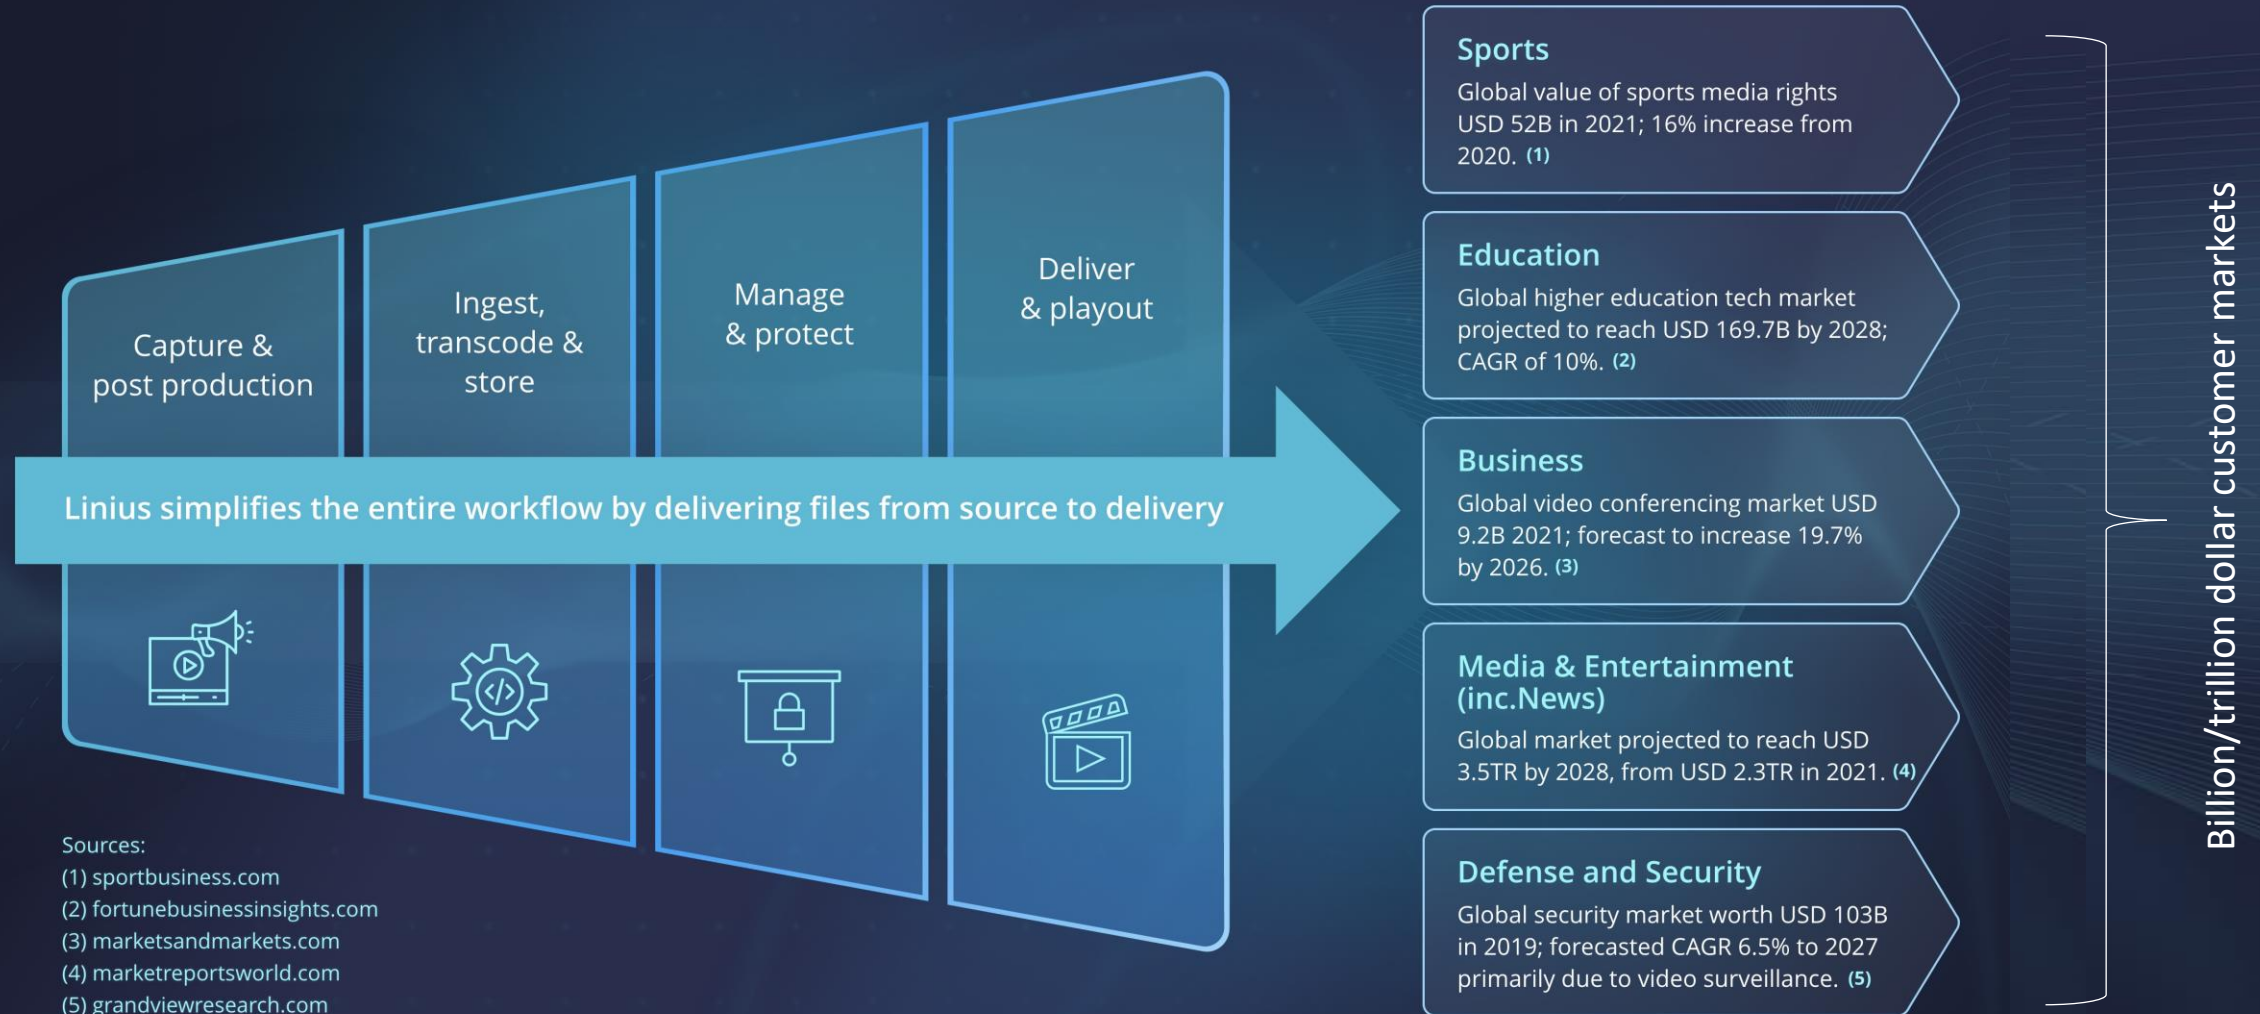 Capture &
post production
Ingest,
transcode &
store
Manage
& protect
Deliver
& playout
Linius simplifies the entire workflow by delivering files from source to delivery
</>
Sources:
(1) sportbusiness.com
(2) fortunebusinessinsights.com
(3) marketsandmarkets.com
(4) marketreportsworld.com
(5) grandviewresearch.com
Sports
Global value of sports media rights
USD 52B in 2021; 16% increase from
2020. (1)
Education
Global higher education tech market
projected to reach USD 169.7B by 2028;
CAGR of 10%. (2)
Business
Global video conferencing market USD
9.2B 2021; forecast to increase 19.7%
by 2026. (3)
Media & Entertainment
(inc.News)
Global market projected to reach USD
3.5TR by 2028, from USD 2.3TR in 2021. (4)
Defense and Security
Global security market worth USD 103B
in 2019; forecasted CAGR 6.5% to 2027
primarily due to video surveillance. (5)
Billion/trillion dollar customer markets